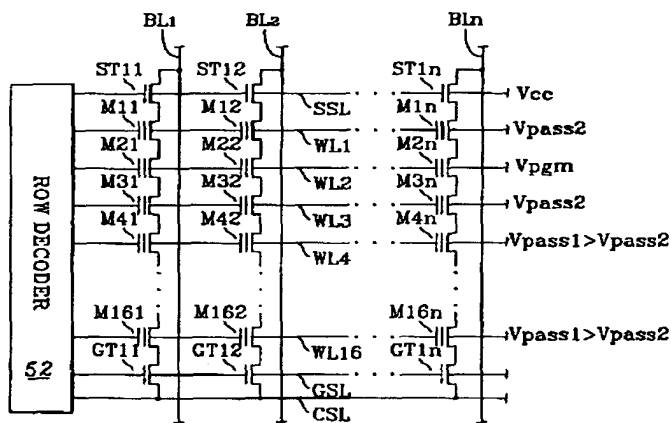 BL1 BL2 BLn
ST11 ST12 ST1n
SSL Vcc
M11 M12 M1n
WL1 Vpass2
M21 M22 M2n
WL2 Vpgm
M31 M32 M3n
WL3 Vpass2
M41 M42 M4n
WL4 Vpass1>Vpass2
ROW DECODER
52
M161 M162 M16n
WL16 Vpass1>Vpass2
GT11 GT12 GT1n
GSL
CSL